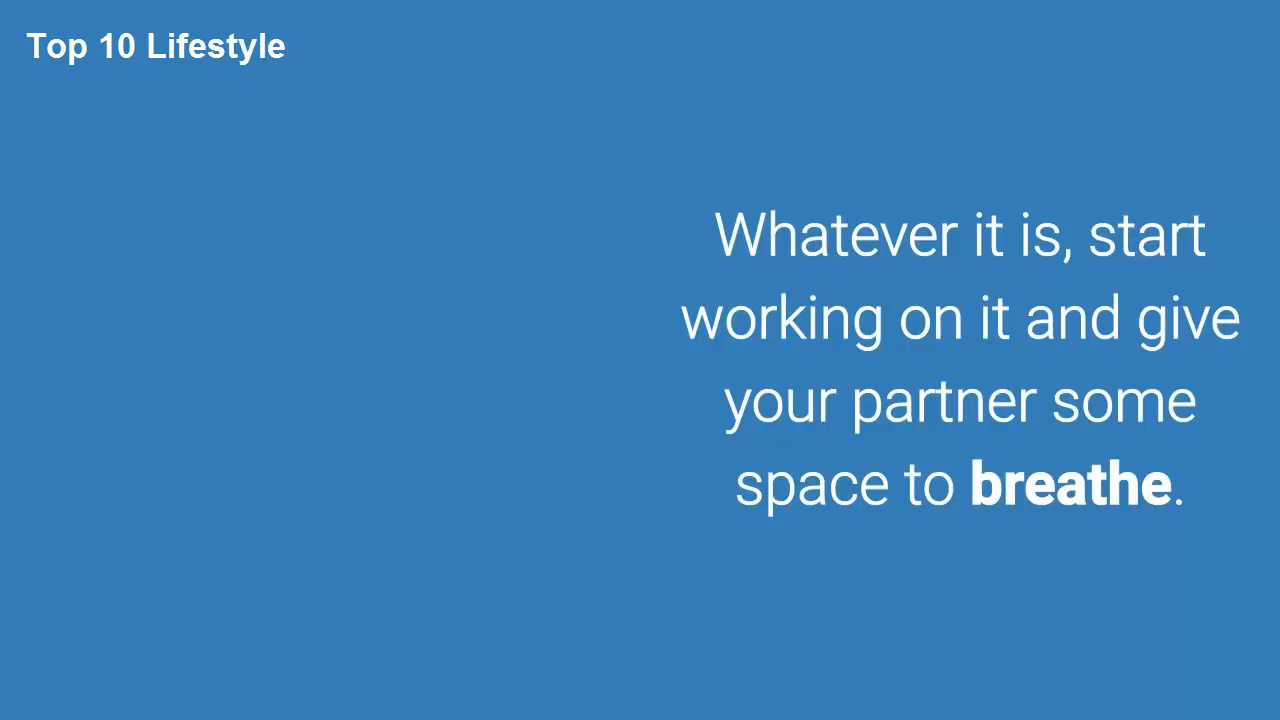 Top 10 Lifestyle
Whatever it is, start
working on it and give
your partner some
space to breathe.